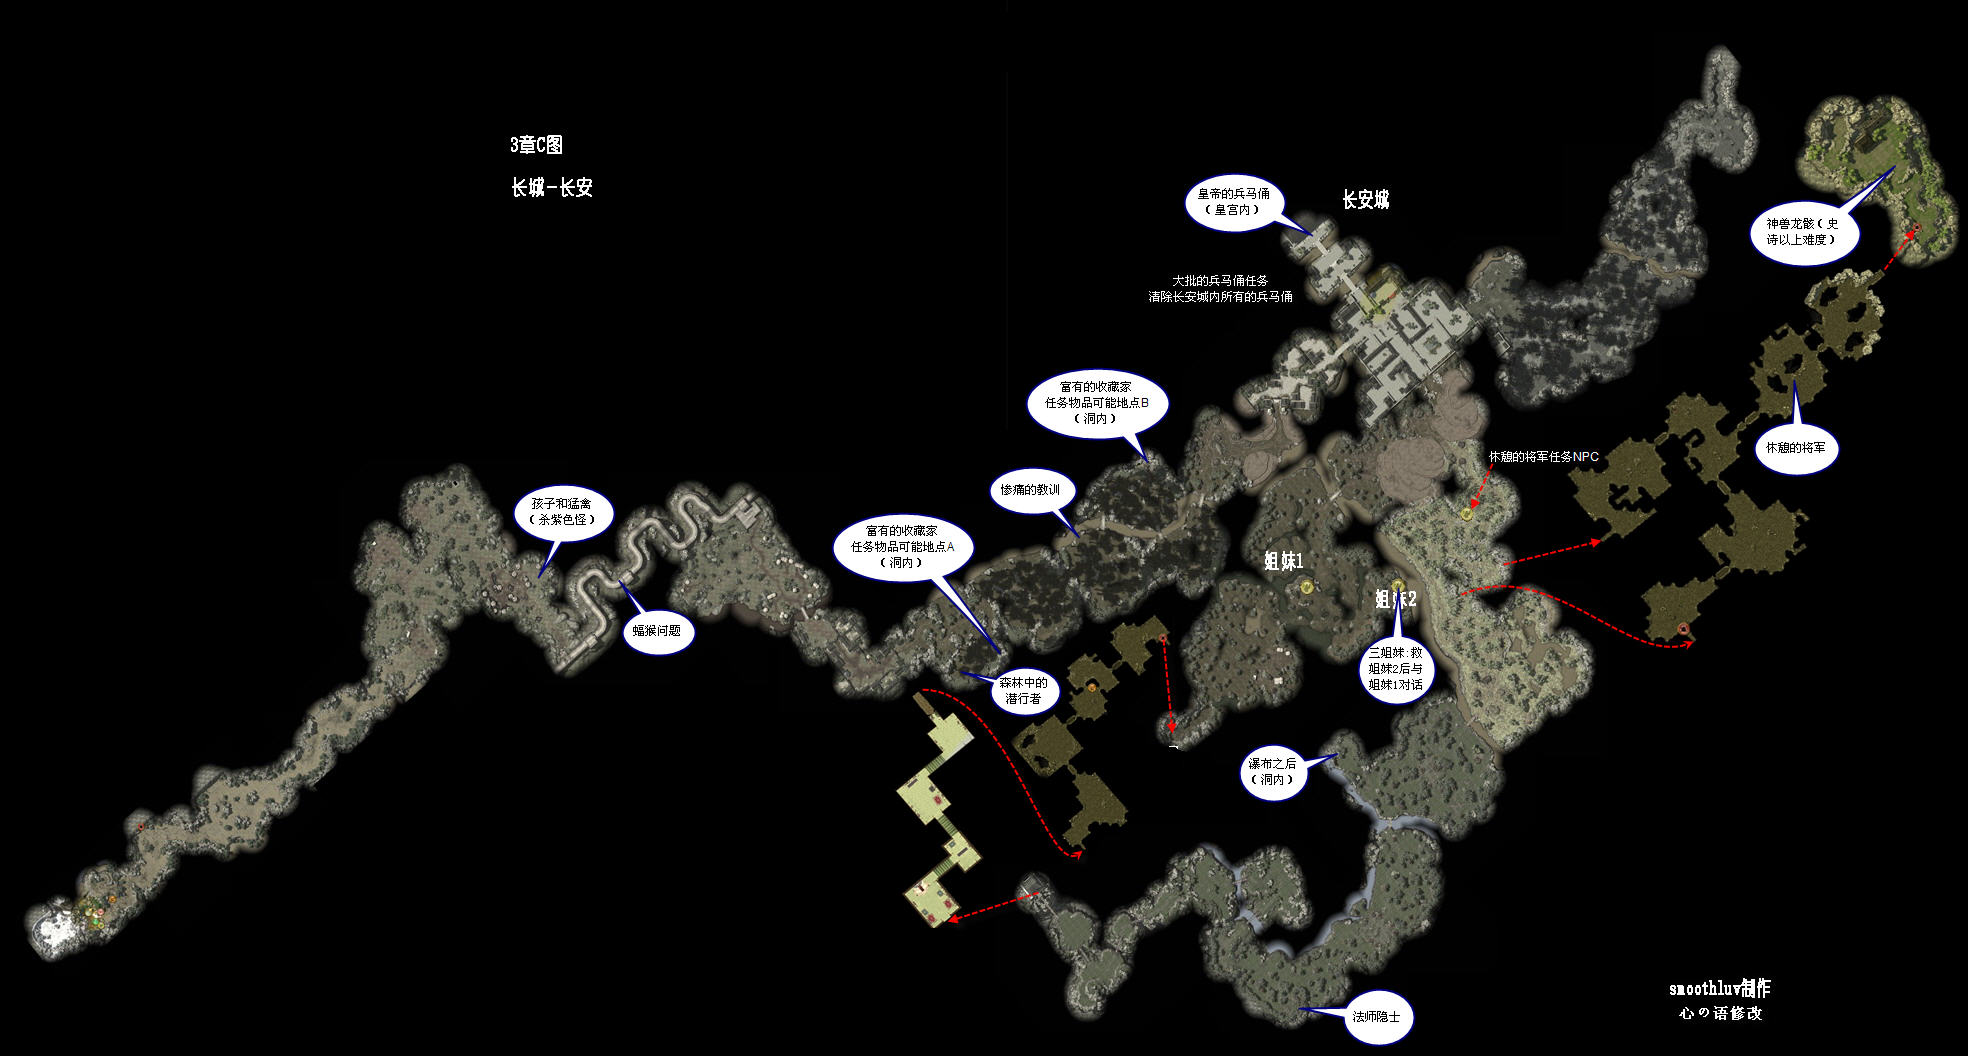 3章C图
长城-长安
皇帝的兵马俑
（皇宫内）
长安城
神兽龙骸（史
诗以上难度）
大批的兵马俑任务
清除长安城内所有的兵马俑
富有的收藏家
任务物品可能地点B
（洞内）
休憩的将军
休憩的将军任务NPC
惨痛的教训
孩子和猛禽
（杀紫色怪）
富有的收藏家
任务物品可能地点A
（洞内）
姐妹1
姐妹2
蝠猴问题
三姐妹:救
姐妹2后与
姐妹1对话
森林中的
潜行者
瀑布之后
（洞内）
法师隐士
smoothluv制作
心の语修改